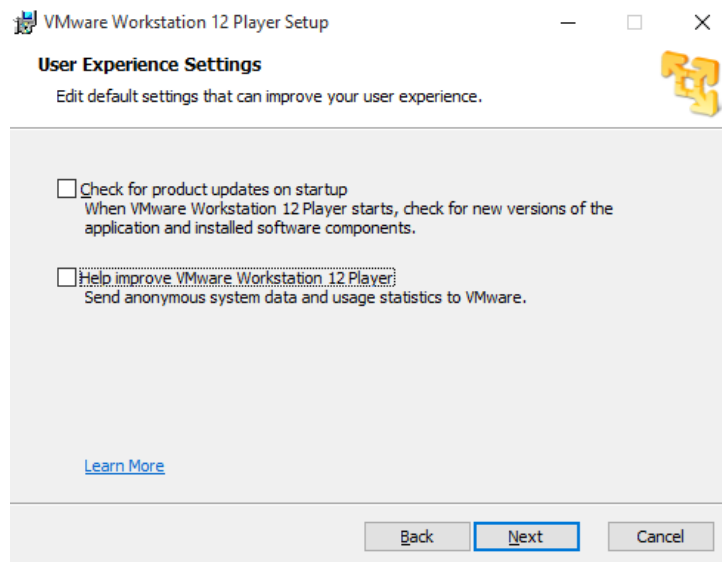 VMware Workstation 12 Player Setup
User Experience Settings
Edit default settings that can improve your user experience.
Check for product updates on startup
When VMware Workstation 12 Player starts, check for new versions of the
application and installed software components.
Help improve VMware Workstation 12 Player
Send anonymous system data and usage statistics to VMware.
Learn More
Back Next Cancel